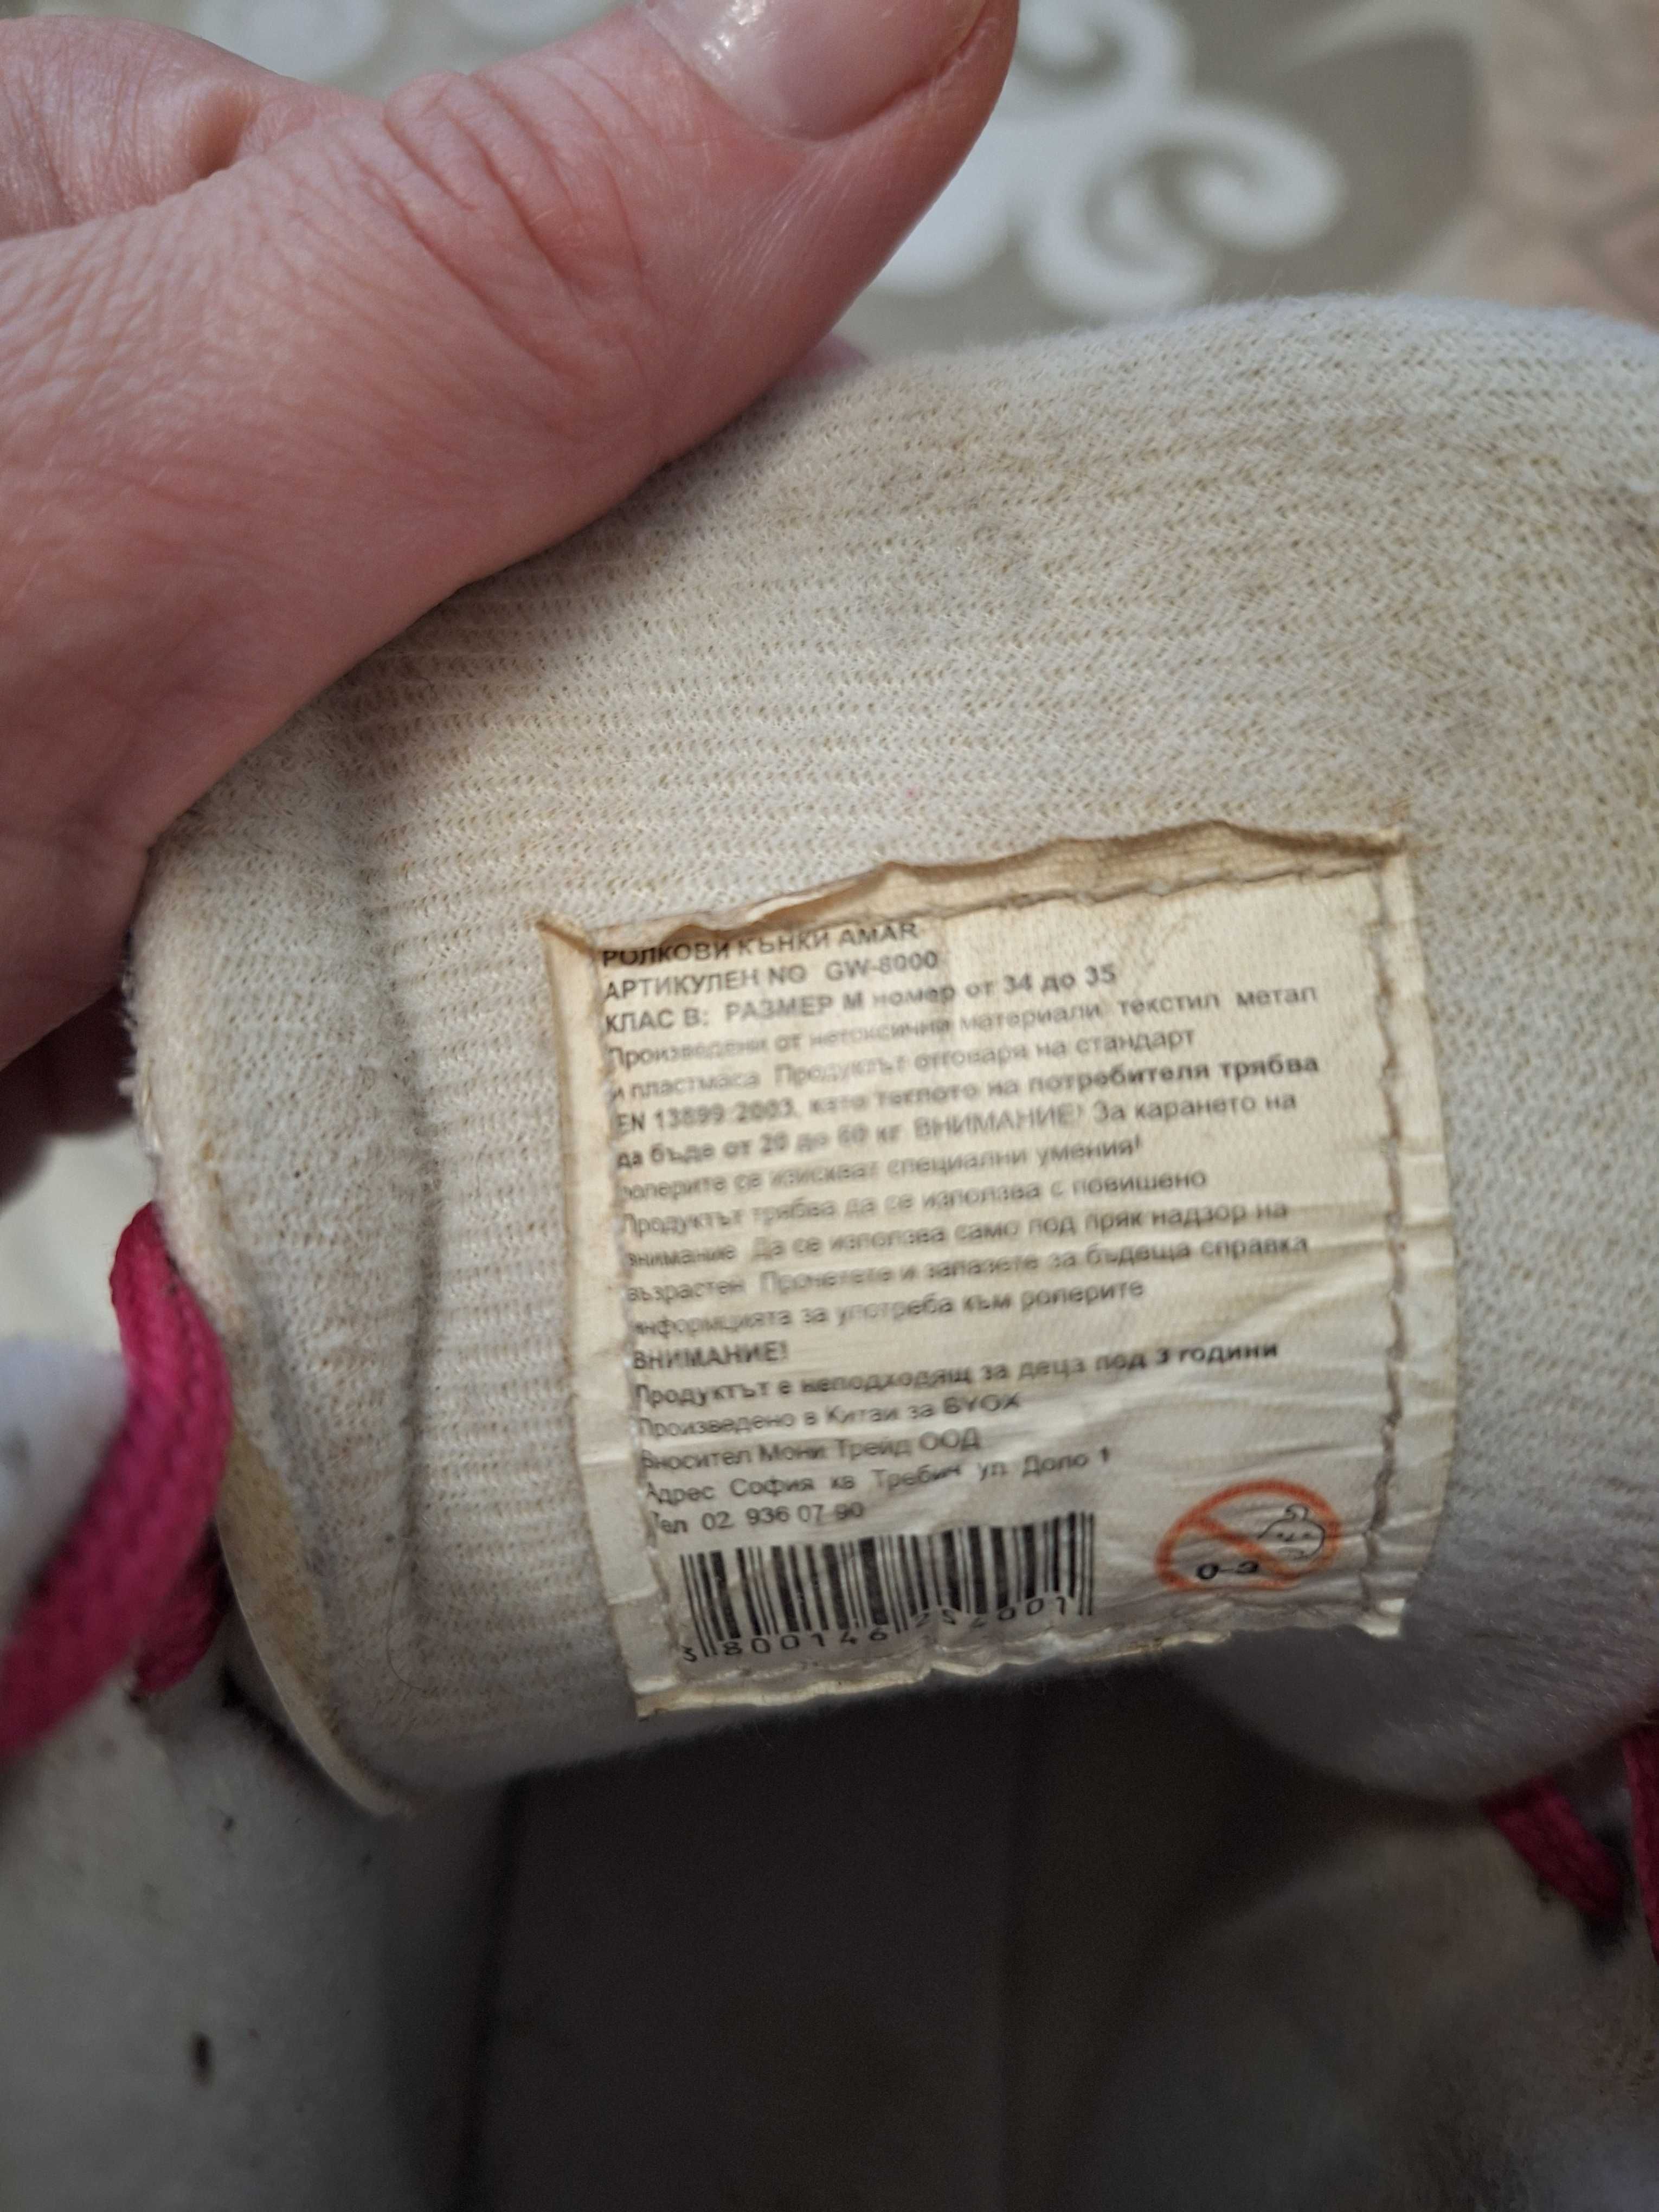 РОЛКОВИ КЪНКИ AMAR
АРТИКУЛЕН NO GW-8000
КЛАС B: РАЗМЕР M номер от 34 до 35
Произведени от нетоксични материали текстил метал
и пластмаса Продуктът отговаря на стандарт
EN 13899:2003, като теглото на потребителя трябва
да бъде от 20 до 60 кг ВНИМАНИЕ! За карането на
ролерите се изискват специални умения!
Продуктът трябва да се използва с повишено
внимание Да се използва само под пряк надзор на
възрастен Прочетете и запазете за бъдеща справка
информцията за употреба към ролерите
ВНИМАНИЕ!
Продуктът е неподходящ за деца под 3 години
Произведено в Китай за BYOX
Вносител Мони Трейд ООД
Адрес София кв Требич ул Доло 1
Тел 02 936 07 90
0-3
3 800146